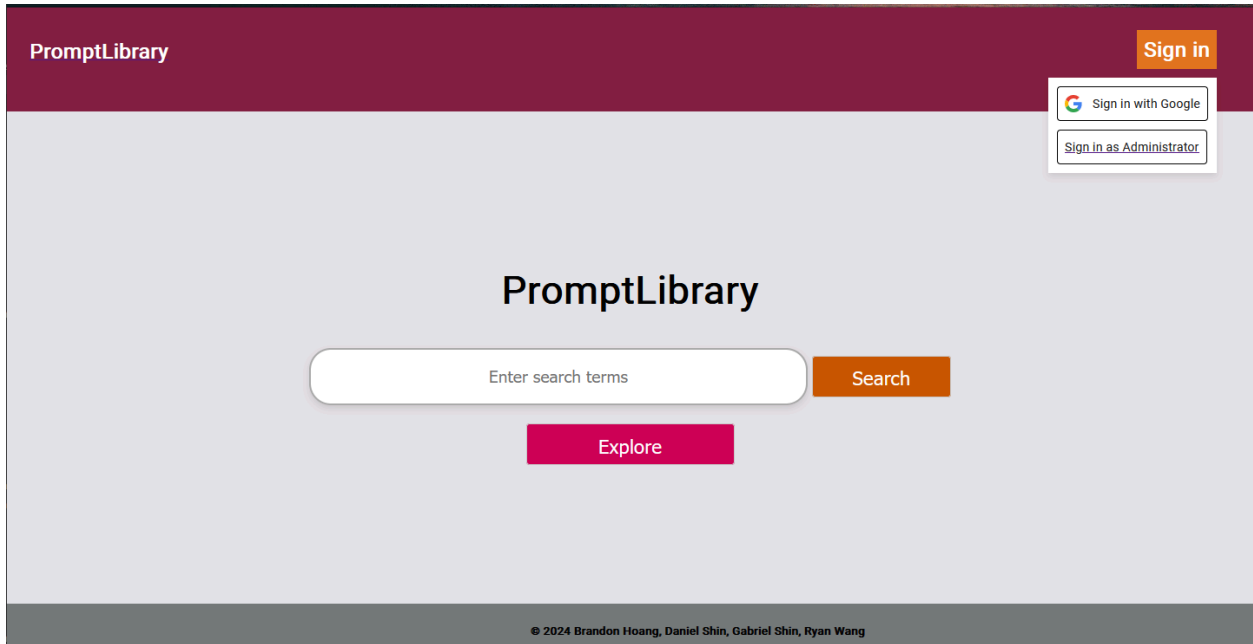 PromptLibrary
Sign in
Sign in with Google
Sign in as Administrator
PromptLibrary
Enter search terms
Search
Explore
© 2024 Brandon Hoang, Daniel Shin, Gabriel Shin, Ryan Wang